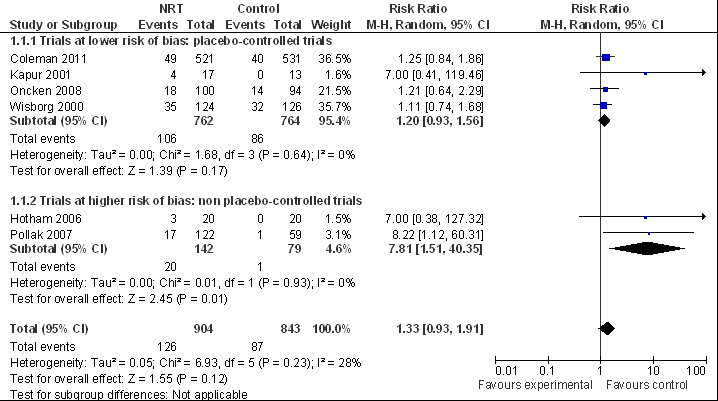 NRT Control Risk Ratio Risk Ratio
Study or Subgroup Events Total Events Total Weight M-H, Random, 95% CI M-H, Random, 95% CI
1.1.1 Trials at lower risk of bias: placebo-controlled trials
Coleman 2011 49 521 40 531 36.5% 1.25 [0.84, 1.86]
Kapur 2001 4 17 0 13 1.6% 7.00 [0.41, 119.46]
Oncken 2008 18 100 14 94 21.5% 1.21 [0.64, 2.29]
Wisborg 2000 35 124 32 126 35.7% 1.11 [0.74, 1.68]
Subtotal (95% CI) 762 764 95.4% 1.20 [0.93, 1.56]
Total events 106 86
Heterogeneity: Tau² = 0.00; Chi² = 1.68, df = 3 (P = 0.64); I² = 0%
Test for overall effect: Z = 1.39 (P = 0.17)
1.1.2 Trials at higher risk of bias: non placebo-controlled trials
Hotham 2006 3 20 0 20 1.5% 7.00 [0.38, 127.32]
Pollak 2007 17 122 1 59 3.1% 8.22 [1.12, 60.31]
Subtotal (95% CI) 142 79 4.6% 7.81 [1.51, 40.35]
Total events 20 1
Heterogeneity: Tau² = 0.00; Chi² = 0.01, df = 1 (P = 0.93); I² = 0%
Test for overall effect: Z = 2.45 (P = 0.01)
Total (95% CI) 904 843 100.0% 1.33 [0.93, 1.91]
Total events 126 87
Heterogeneity: Tau² = 0.05; Chi² = 6.93, df = 5 (P = 0.23); I² = 28%
Test for overall effect: Z = 1.55 (P = 0.12)
Test for subgroup differences: Not applicable
0.01 0.1 1 10 100
Favours experimental Favours control